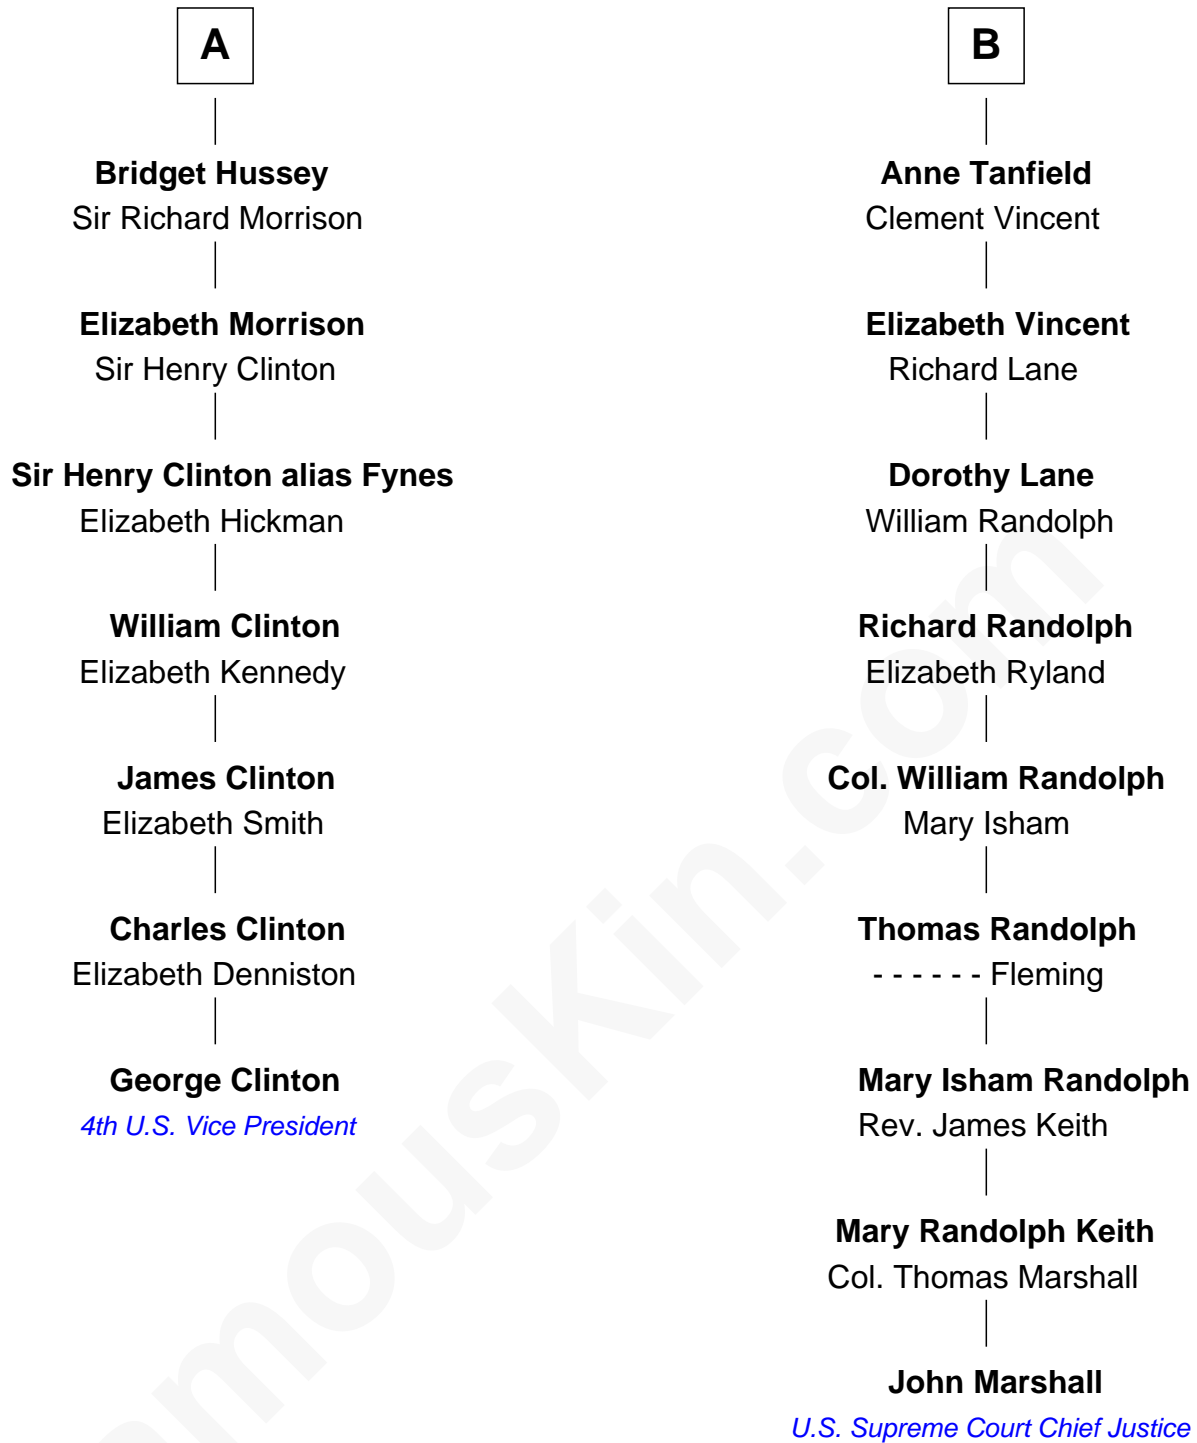 A
Bridget Hussey
Sir Richard Morrison
Elizabeth Morrison
Sir Henry Clinton
Sir Henry Clinton alias Fynes
Elizabeth Hickman
William Clinton
Elizabeth Kennedy
James Clinton
Elizabeth Smith
Charles Clinton
Elizabeth Denniston
George Clinton
4th U.S. Vice President
B
Anne Tanfield
Clement Vincent
Elizabeth Vincent
Richard Lane
Dorothy Lane
William Randolph
Richard Randolph
Elizabeth Ryland
Col. William Randolph
Mary Isham
Thomas Randolph
- - - - - - Fleming
Mary Isham Randolph
Rev. James Keith
Mary Randolph Keith
Col. Thomas Marshall
John Marshall
U.S. Supreme Court Chief Justice
amouskin.com